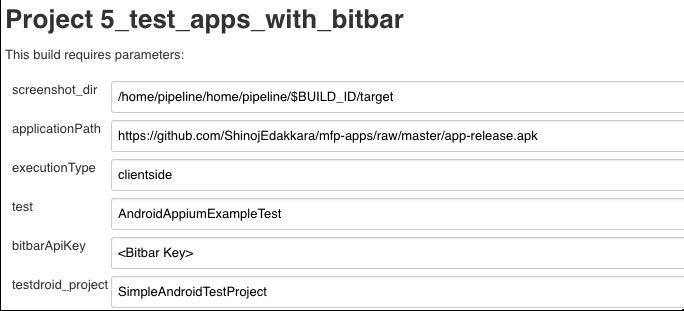 Project 5_test_apps_with_bitbar
This build requires parameters:
screenshot_dir /home/pipeline/home/pipeline/$BUILD_ID/target
applicationPath https://github.com/ShinojEdakkara/mfp-apps/raw/master/app-release.apk
executionType clientside
test AndroidAppiumExampleTest
bitbarApiKey <Bitbar Key>
testdroid_project SimpleAndroidTestProject